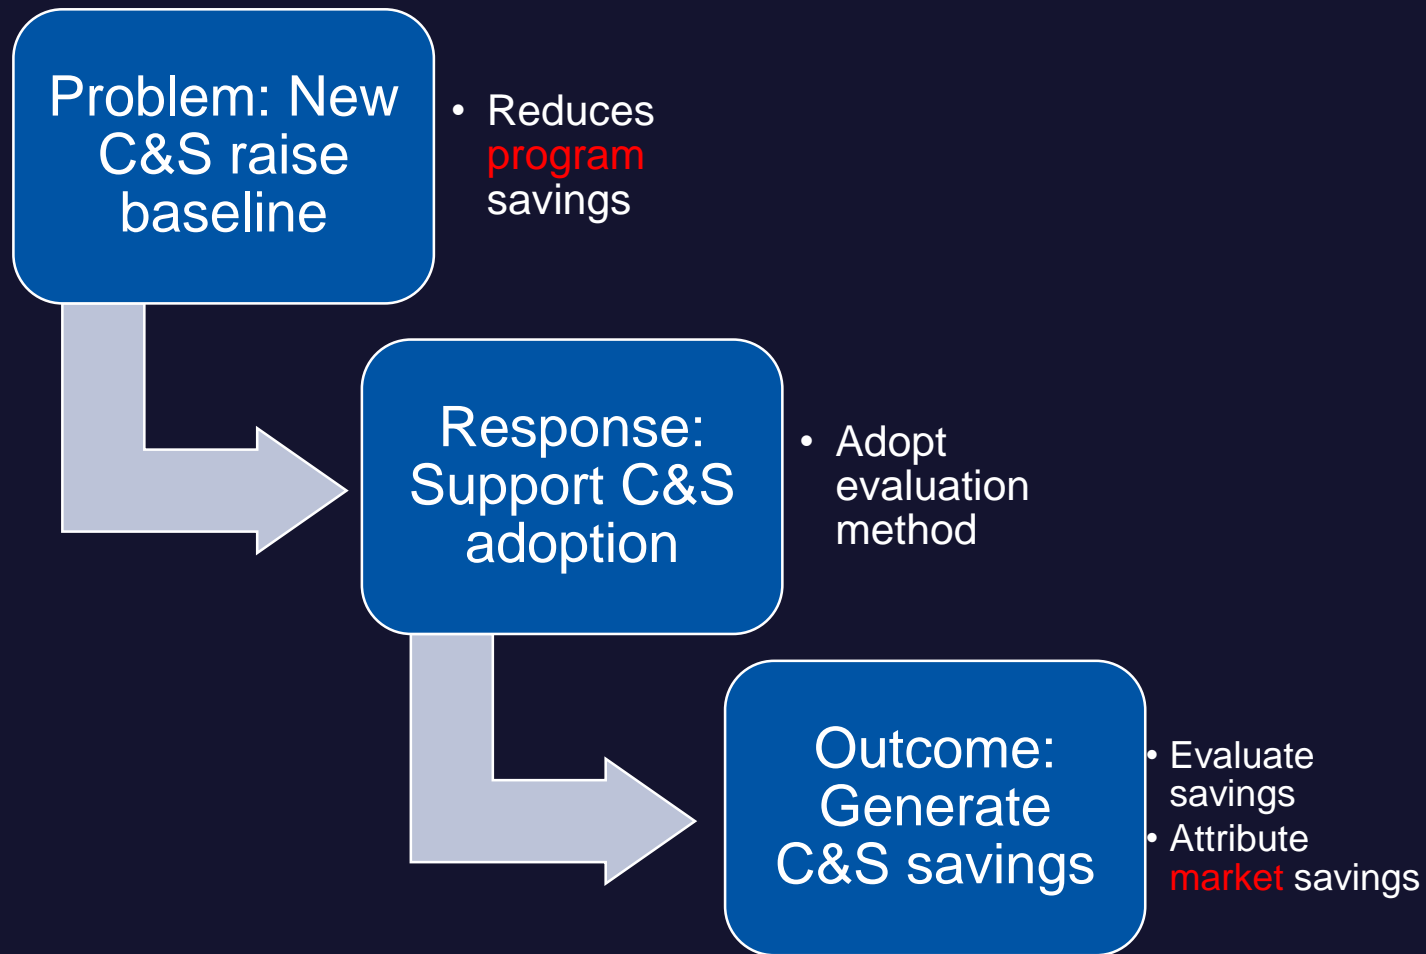 Problem: New
C&S raise
baseline
• Reduces
program
savings
Response:
Support C&S
adoption
• Adopt
evaluation
method
Outcome:
Generate
C&S savings
• Evaluate
savings
• Attribute
market savings